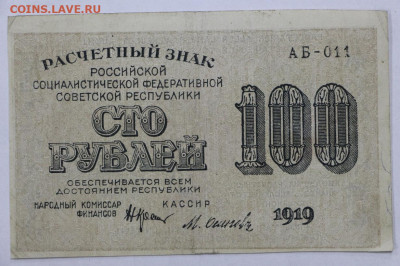 COINS.LAVE.RU
РАСЧЕТНЫЙ ЗНАК
АБ-011
РОССИЙСКОЙ
СОЦИАЛИСТИЧЕСКОЙ ФЕДЕРАТИВНОЙ
СОВЕТСКОЙ РЕСПУБЛИКИ
СТО
РУБЛЕЙ
100
ОБЕСПЕЧИВАЕТСЯ ВСЕМ
ДОСТОЯНИЕМ РЕСПУБЛИКИ
НАРОДНЫЙ КОМИССАР
ФИНАНСОВ
КАССИР
1919